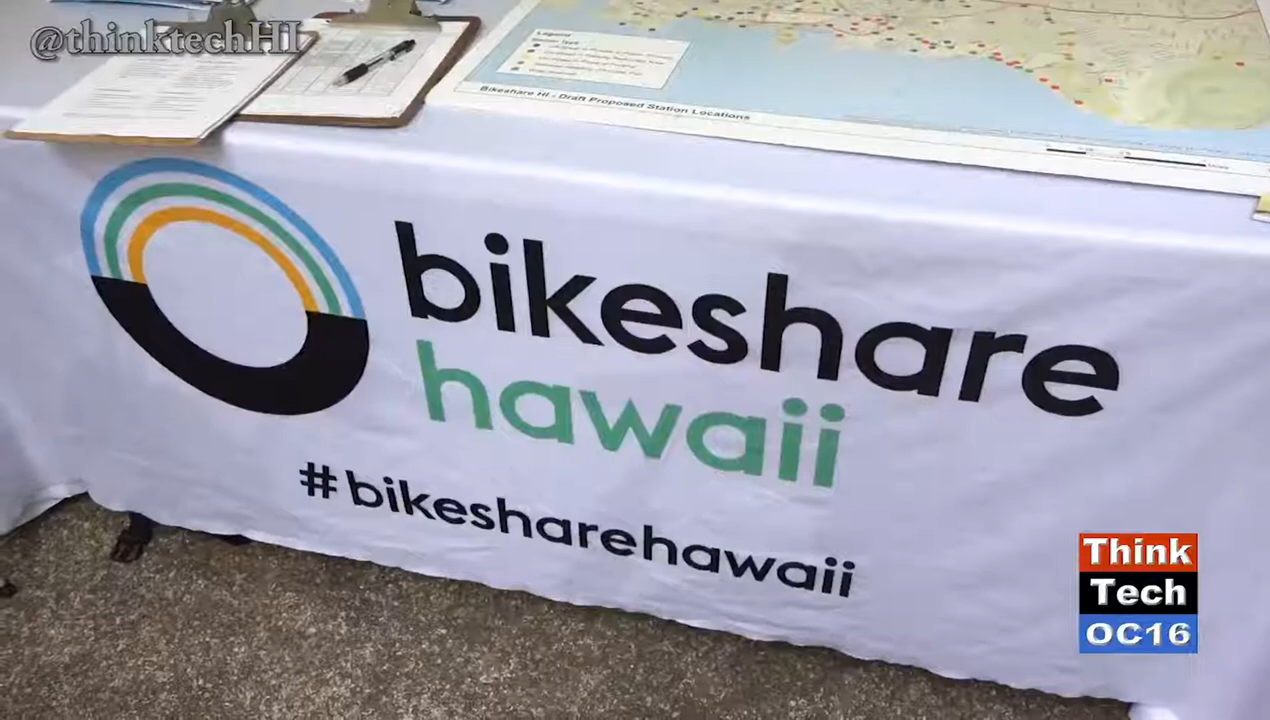 @thinktechHI
Legend
Bikeshare HI - Draft Proposed Station Locations
bikeshare
hawaii
#bikesharehawaii
Think
Tech
OC16